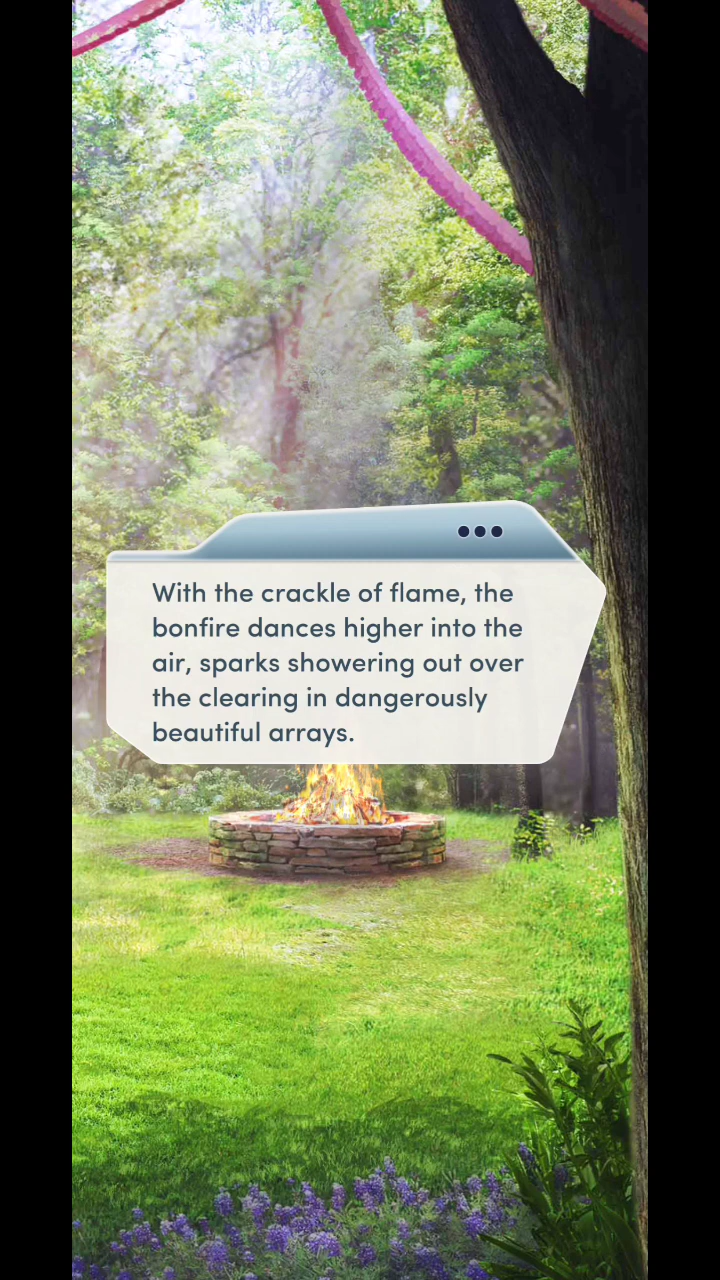 With the crackle of flame, the
bonfire dances higher into the
air, sparks showering out over
the clearing in dangerously
beautiful arrays.